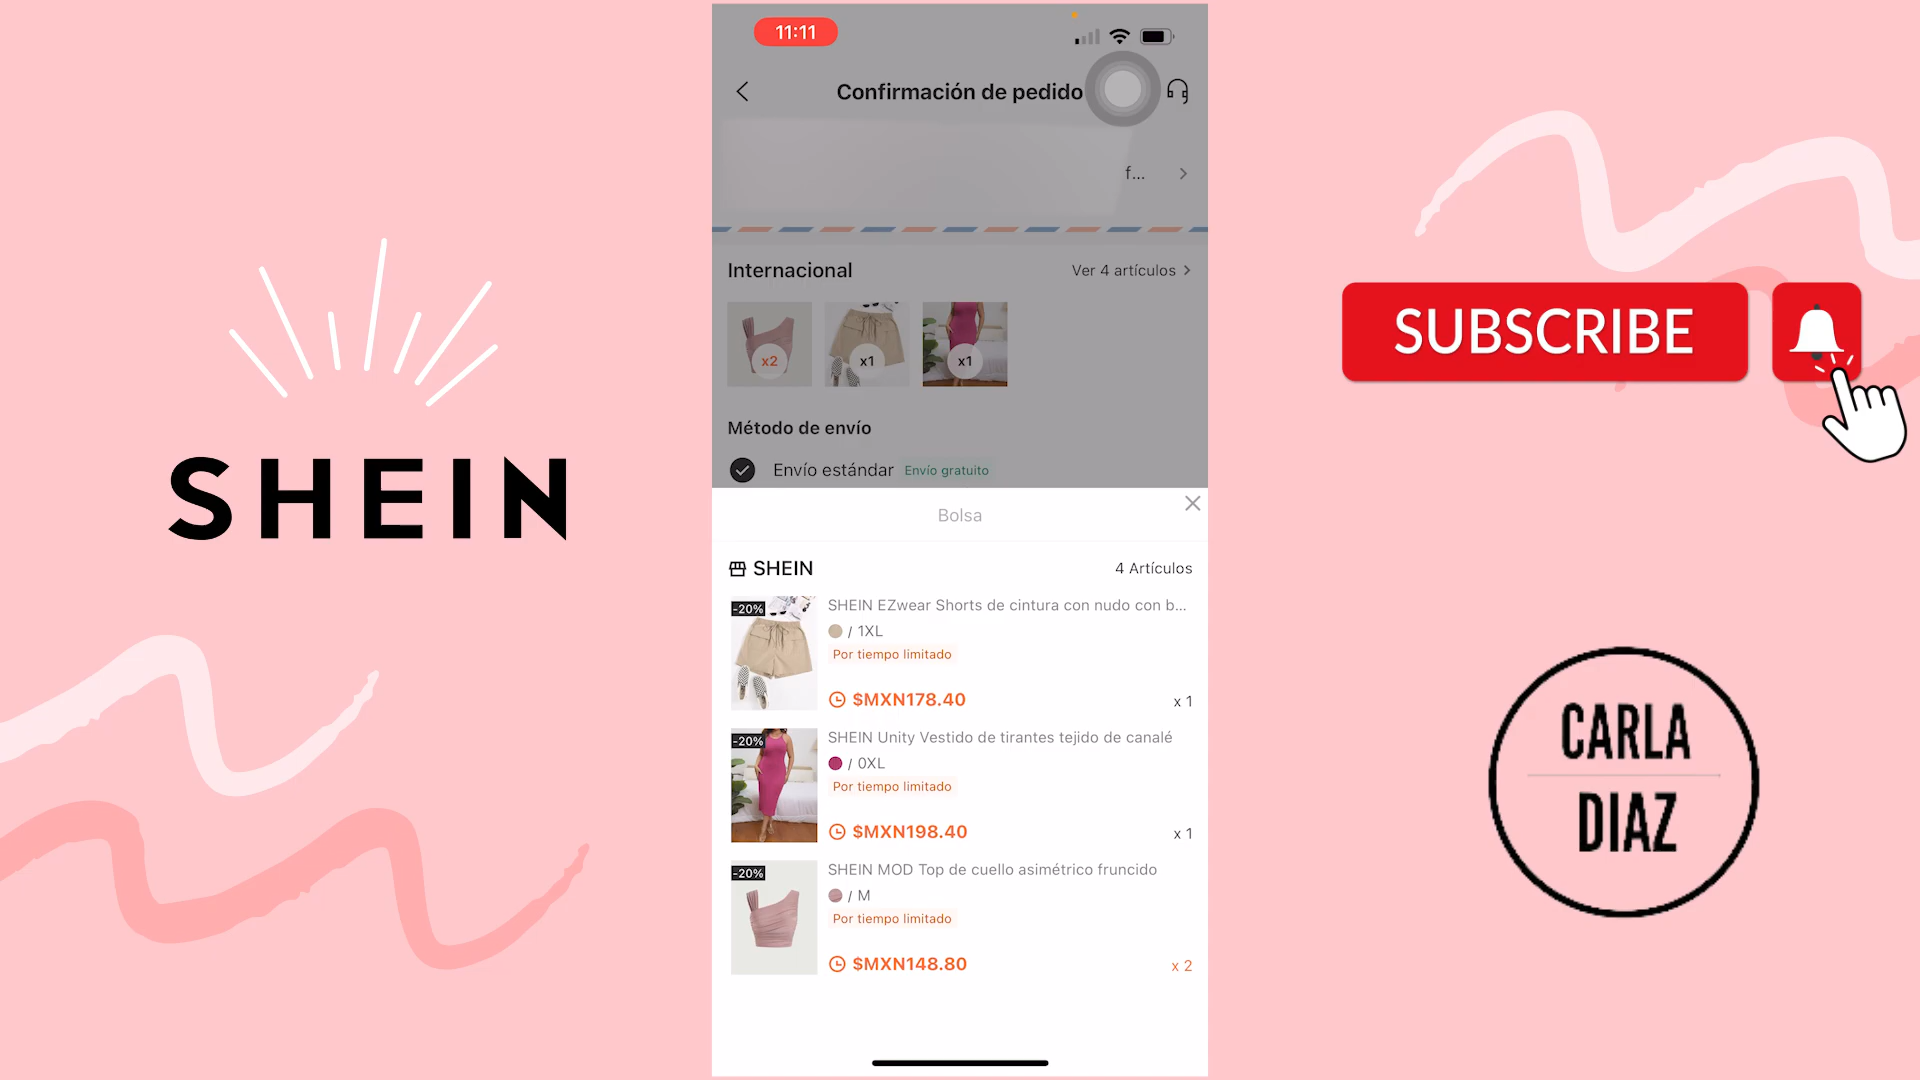 SHEIN
11:11
Confirmación de pedido
f...
Internacional
Ver 4 artículos
x2
x1
x1
Método de envío
Envío estándar Envío gratuito
Bolsa
SHEIN
4 Artículos
-20%
SHEIN EZwear Shorts de cintura con nudo con b...
/ 1XL
Por tiempo limitado
$MXN178.40
x 1
-20%
SHEIN Unity Vestido de tirantes tejido de canalé
/ 0XL
Por tiempo limitado
$MXN198.40
x 1
-20%
SHEIN MOD Top de cuello asimétrico fruncido
/ M
Por tiempo limitado
$MXN148.80
x 2
SUBSCRIBE
CARLA
DIAZ